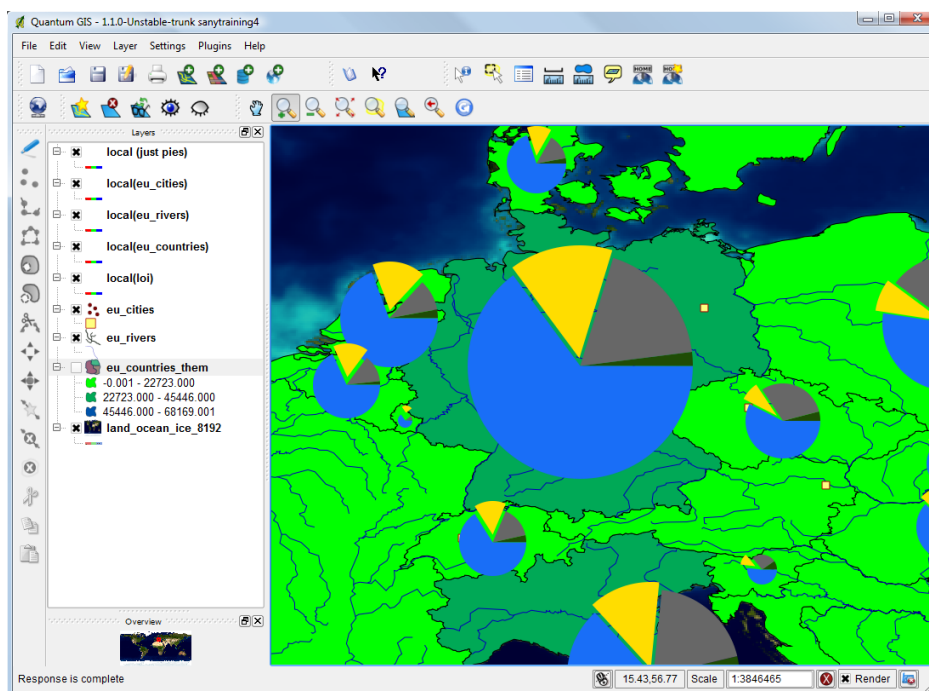 Quantum GIS - 1.1.0-Unstable-trunk sanytraining4
File Edit View Layer Settings Plugins Help
HOME
Layers
local (just pies)
local(eu_cities)
local(eu_rivers)
local(eu_countries)
local(loi)
eu_cities
eu_rivers
eu_countries_them
-0.001 - 22723.000
22723.000 - 45446.000
45446.000 - 68169.001
land_ocean_ice_8192
Overview
Response is complete
15.43,56.77 Scale 1:3846465 Render